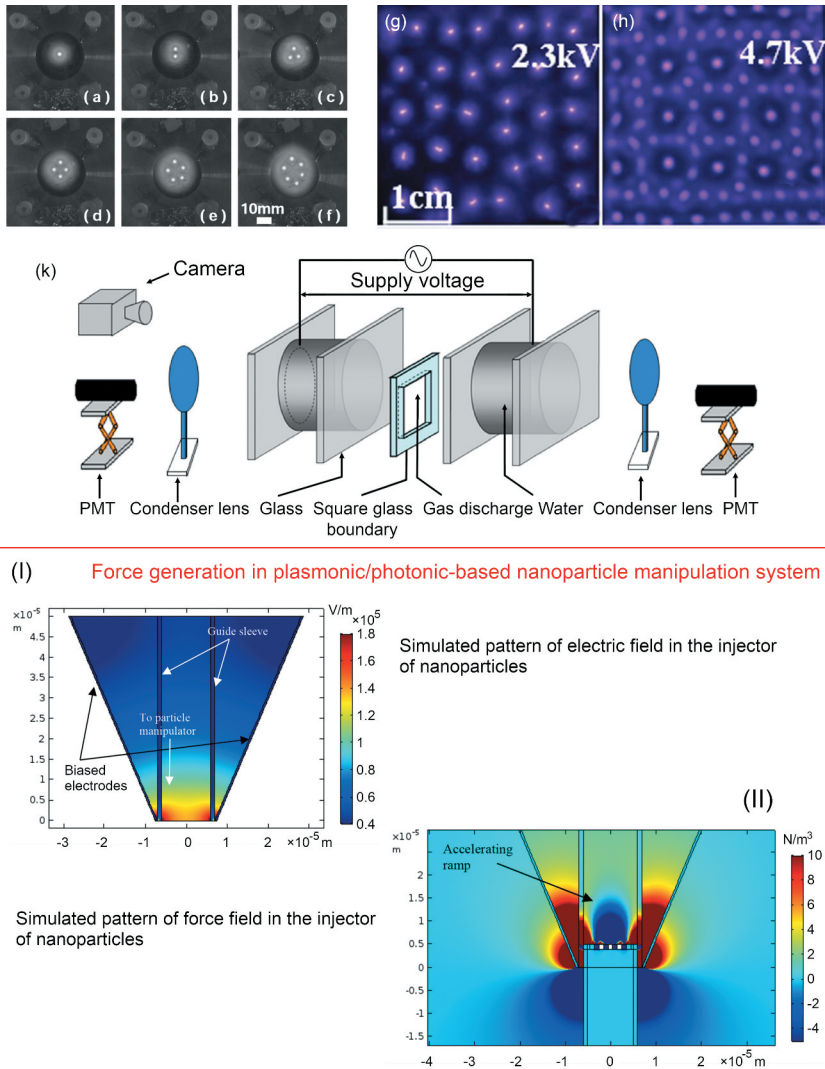 (a)
(b)
(c)
(d)
(e)
10mm
(f)
(g)
2.3kV
1cm
(h)
4.7kV
(k)
Camera
Supply voltage
PMT
Condenser lens
Glass
Square glass
boundary
Gas discharge
Water
Condenser lens
PMT
(I)
Force generation in plasmonic/photonic-based nanoparticle manipulation system
×10⁻⁵
m
4.5
4
3.5
3
2.5
2
1.5
1
0.5
0
-3
-2
-1
0
1
2
×10⁻⁵ m
Guide sleeve
To particle
manipulator
Biased
electrodes
V/m
×10⁵
1.8
1.6
1.4
1.2
1
0.8
0.6
0.4
Simulated pattern of electric field in the injector
of nanoparticles
(II)
×10⁻⁵
m
2
1.5
1
0.5
0
-0.5
-1
-1.5
-4
-3
-2
-1
0
1
2
×10⁻⁵ m
Accelerating
ramp
N/m³
10
8
6
4
2
0
-2
-4
Simulated pattern of force field in the injector
of nanoparticles